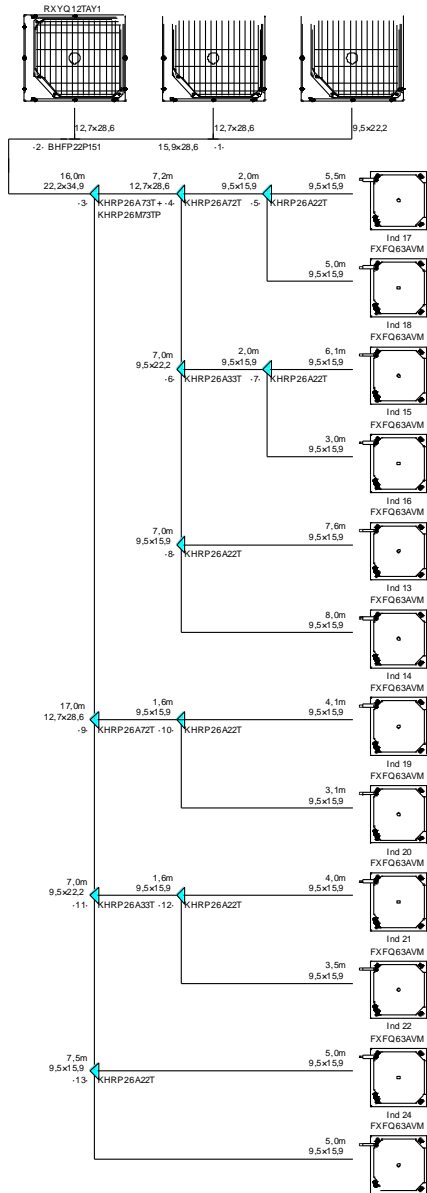 RXYQ12TAY1
12,7x28,6
12,7x28,6
9,5x22,2
-2- BHFP22P151
15,9x28,6 -1-
16,0m
22,2x34,9
-3- KHRP26A73T+
KHRP26M73TP
7,2m
12,7x28,6
-4- KHRP26A72T
2,0m
9,5x15,9
-5- KHRP26A22T
5,5m
9,5x15,9
Ind 17
FXFQ63AVM
5,0m
9,5x15,9
Ind 18
FXFQ63AVM
7,0m
9,5x22,2
-6- KHRP26A33T
2,0m
9,5x15,9
-7- KHRP26A22T
6,1m
9,5x15,9
Ind 15
FXFQ63AVM
3,0m
9,5x15,9
Ind 16
FXFQ63AVM
7,0m
9,5x15,9
-8- KHRP26A22T
7,6m
9,5x15,9
Ind 13
FXFQ63AVM
8,0m
9,5x15,9
Ind 14
FXFQ63AVM
17,0m
12,7x28,6
-9- KHRP26A72T
1,6m
9,5x15,9
-10- KHRP26A22T
4,1m
9,5x15,9
Ind 19
FXFQ63AVM
3,1m
9,5x15,9
Ind 20
FXFQ63AVM
7,0m
9,5x22,2
-11- KHRP26A33T
1,6m
9,5x15,9
-12- KHRP26A22T
4,0m
9,5x15,9
Ind 21
FXFQ63AVM
3,5m
9,5x15,9
Ind 22
FXFQ63AVM
7,5m
9,5x15,9
-13- KHRP26A22T
5,0m
9,5x15,9
Ind 24
FXFQ63AVM
5,0m
9,5x15,9